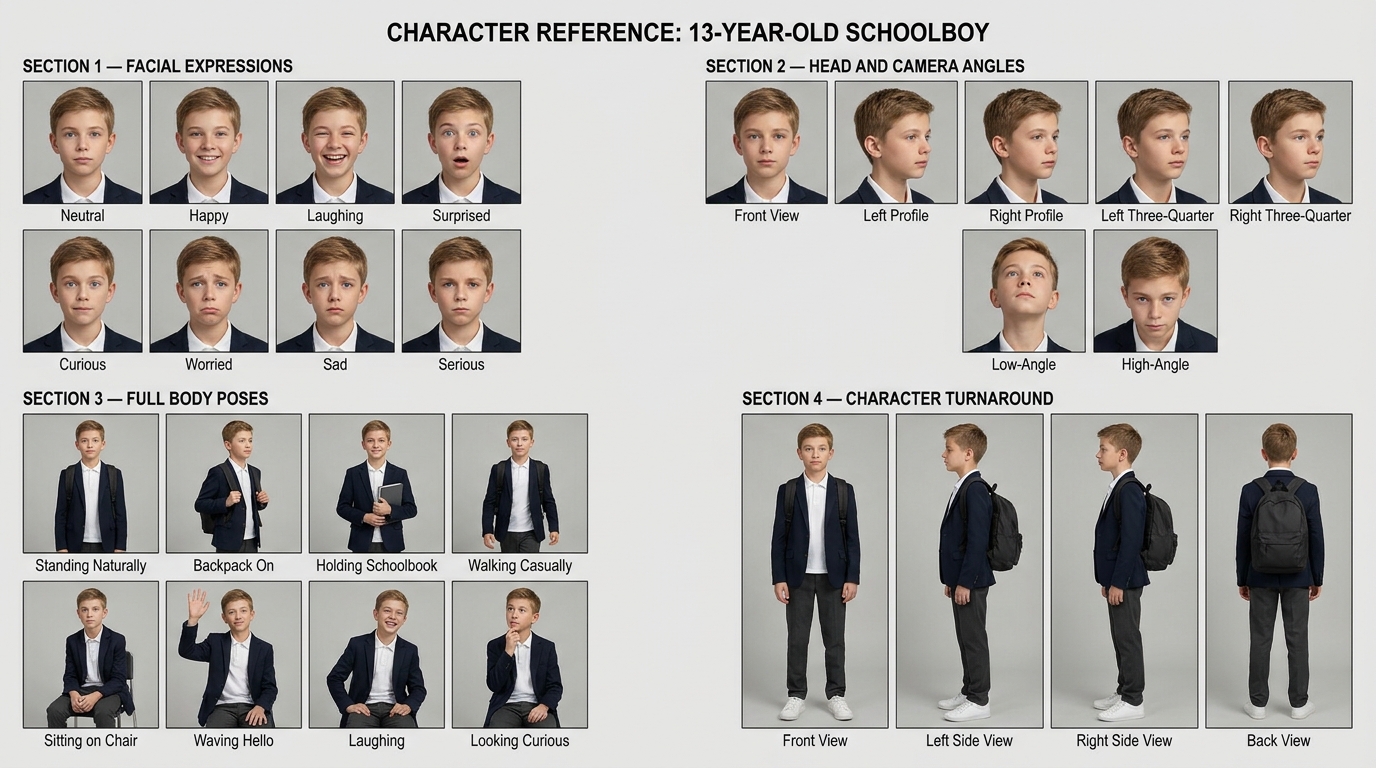 CHARACTER REFERENCE: 13-YEAR-OLD SCHOOLBOY
SECTION 1 — FACIAL EXPRESSIONS
Neutral
Happy
Laughing
Surprised
Curious
Worried
Sad
Serious
SECTION 2 — HEAD AND CAMERA ANGLES
Front View
Left Profile
Right Profile
Left Three-Quarter
Right Three-Quarter
Low-Angle
High-Angle
SECTION 3 — FULL BODY POSES
Standing Naturally
Backpack On
Holding Schoolbook
Walking Casually
Sitting on Chair
Waving Hello
Laughing
Looking Curious
SECTION 4 — CHARACTER TURNAROUND
Front View
Left Side View
Right Side View
Back View